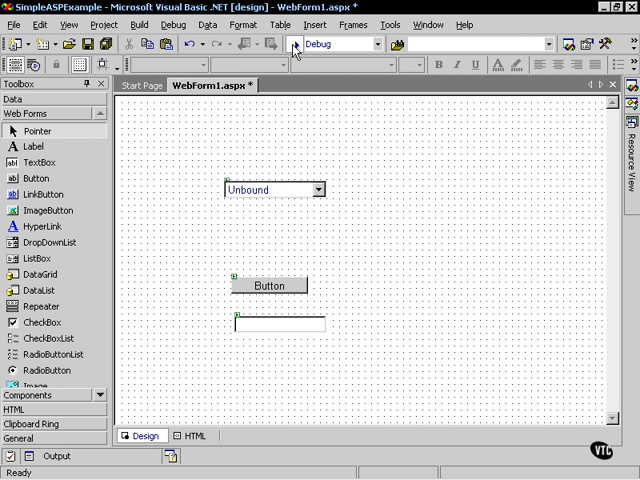 SimpleASPExample - Microsoft Visual Basic .NET [design] - WebForm1.aspx *
File Edit View Project Build Debug Data Format Table Insert Frames Tools Window Help
Debug
B I U A
Toolbox
Start Page WebForm1.aspx *
Data
Web Forms
Pointer
Label
TextBox
Button
LinkButton
ImageButton
HyperLink
DropDownList
ListBox
DataGrid
DataList
Repeater
CheckBox
CheckBoxList
RadioButtonList
RadioButton
Image
Components
HTML
Clipboard Ring
General
Unbound
Button
Resource View
Design HTML
Output
Ready
VTC